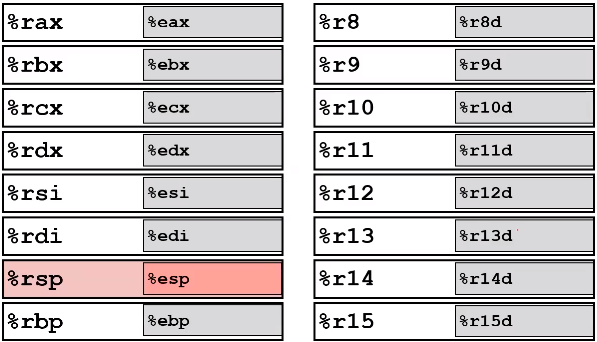 %rax %eax %r8 %r8d
%rbx %ebx %r9 %r9d
%rcx %ecx %r10 %r10d
%rdx %edx %r11 %r11d
%rsi %esi %r12 %r12d
%rdi %edi %r13 %r13d
%rsp %esp %r14 %r14d
%rbp %ebp %r15 %r15d